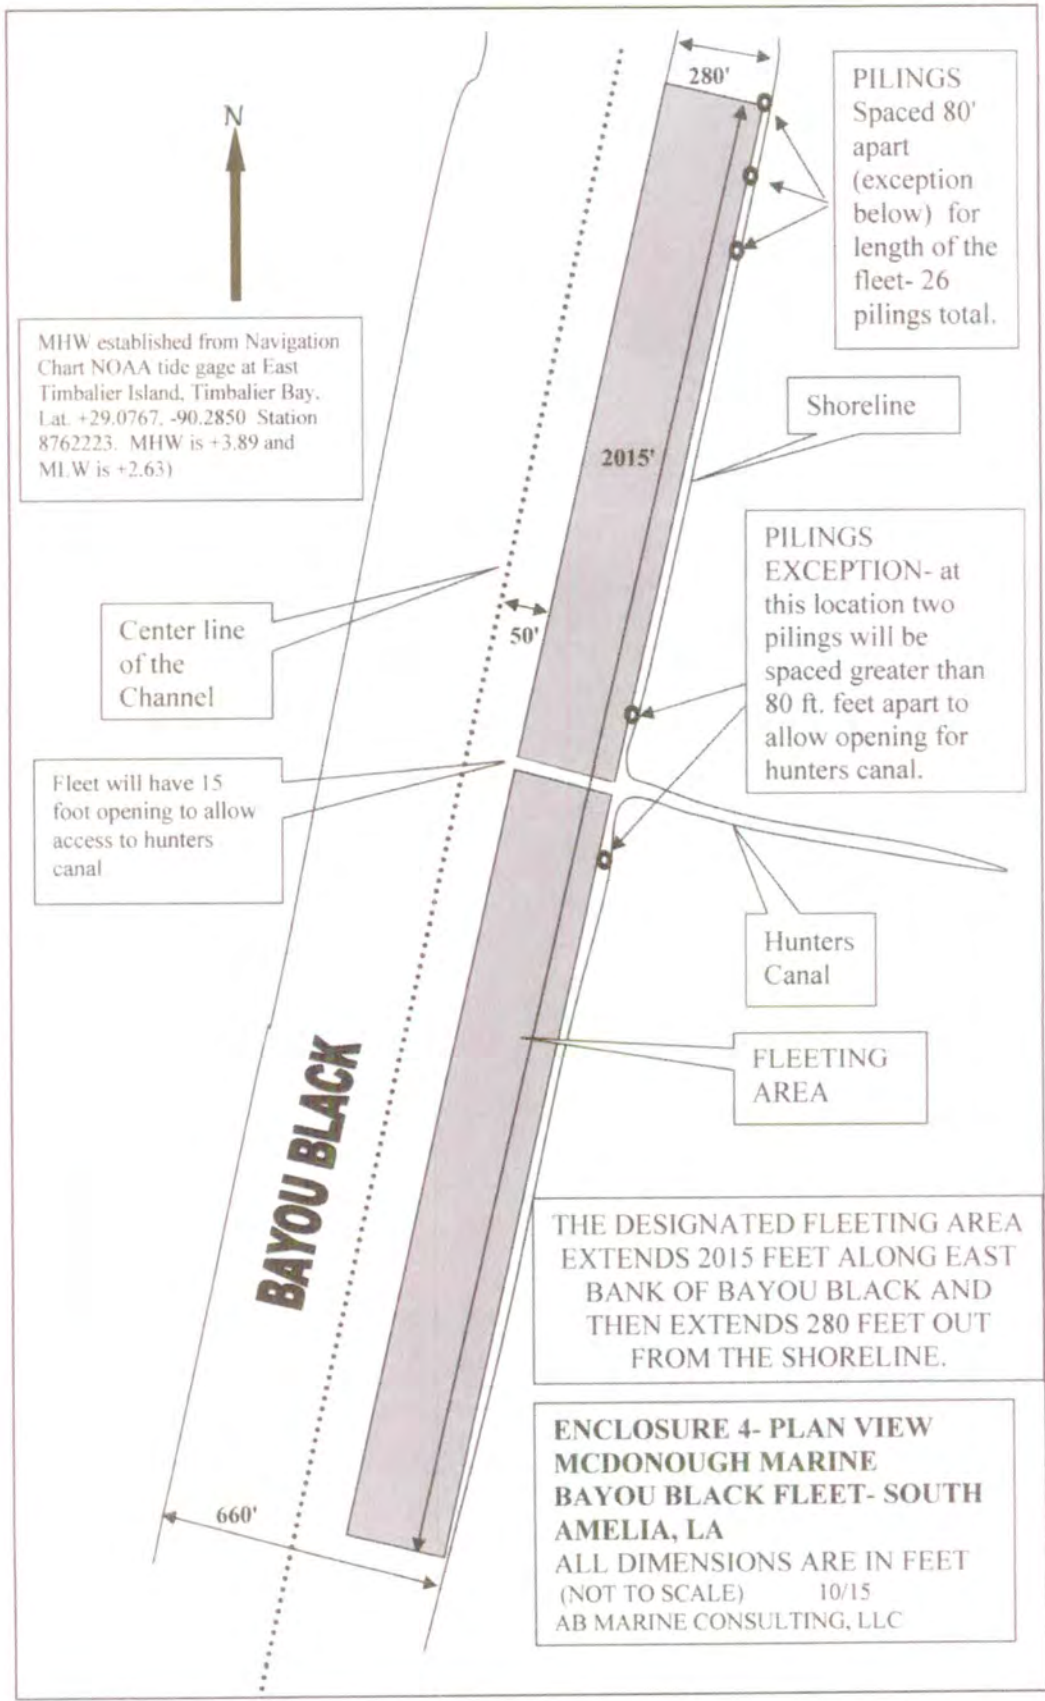 280'
PILINGS
Spaced 80'
apart
(exception
below) for
length of the
fleet- 26
pilings total.
N
MHW established from Navigation
Chart NOAA tide gage at East
Timbalier Island, Timbalier Bay.
Lat. +29.0767, -90.2850 Station
8762223. MHW is +3.89 and
MLW is +2.63)
Shoreline
2015'
PILINGS
EXCEPTION- at
this location two
pilings will be
spaced greater than
80 ft. feet apart to
allow opening for
hunters canal.
Center line
of the
Channel
50'
Fleet will have 15
foot opening to allow
access to hunters
canal
Hunters
Canal
FLEETING
AREA
BAYOU BLACK
THE DESIGNATED FLEETING AREA
EXTENDS 2015 FEET ALONG EAST
BANK OF BAYOU BLACK AND
THEN EXTENDS 280 FEET OUT
FROM THE SHORELINE.
660'
ENCLOSURE 4- PLAN VIEW
MCDONOUGH MARINE
BAYOU BLACK FLEET- SOUTH
AMELIA, LA
ALL DIMENSIONS ARE IN FEET
(NOT TO SCALE) 10/15
AB MARINE CONSULTING, LLC